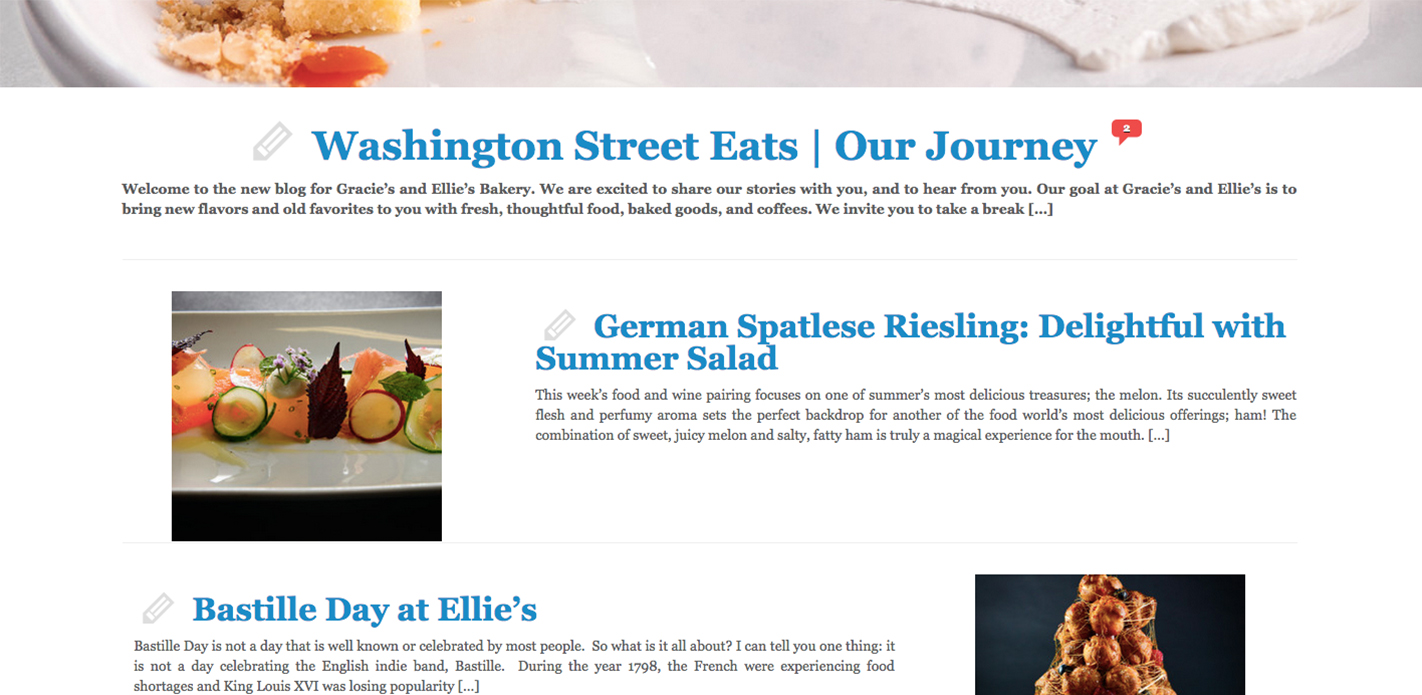 Washington Street Eats | Our Journey
2
Welcome to the new blog for Gracie’s and Ellie’s Bakery. We are excited to share our stories with you, and to hear from you. Our goal at Gracie’s and Ellie’s is to
bring new flavors and old favorites to you with fresh, thoughtful food, baked goods, and coffees. We invite you to take a break [...]
German Spatlese Riesling: Delightful with
Summer Salad
This week’s food and wine pairing focuses on one of summer's most delicious treasures; the melon. Its succulently sweet
flesh and perfumy aroma sets the perfect backdrop for another of the food world’s most delicious offerings; ham! The
combination of sweet, juicy melon and salty, fatty ham is truly a magical experience for the mouth. [...]
Bastille Day at Ellie’s
Bastille Day is not a day that is well known or celebrated by most people.  So what is it all about? I can tell you one thing: it
is not a day celebrating the English indie band, Bastille.  During the year 1798, the French were experiencing food
shortages and King Louis XVI was losing popularity [...]